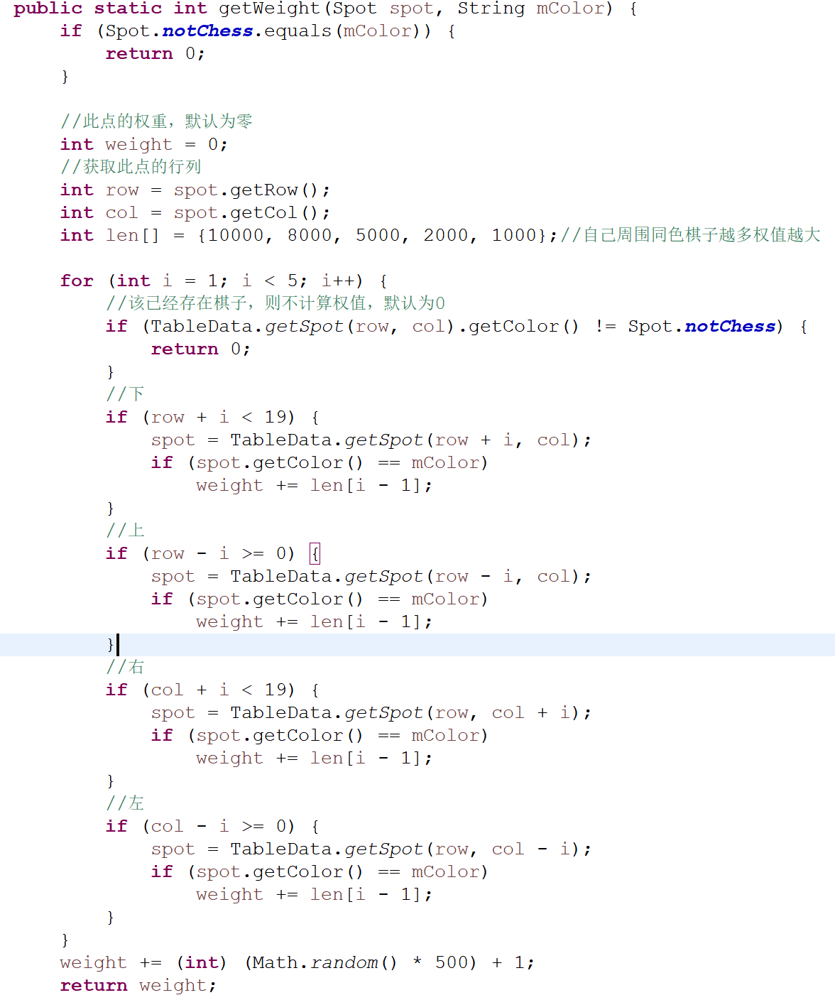 public static int getWeight(Spot spot, String mColor) {
    if (Spot.notChess.equals(mColor)) {
        return 0;
    }

    //此点的权重，默认为零
    int weight = 0;
    //获取此点的行列
    int row = spot.getRow();
    int col = spot.getCol();
    int len[] = {10000, 8000, 5000, 2000, 1000};//自己周围同色棋子越多权值越大

    for (int i = 1; i < 5; i++) {
        //该已经存在棋子，则不计算权值，默认为0
        if (TableData.getSpot(row, col).getColor() != Spot.notChess) {
            return 0;
        }
        //下
        if (row + i < 19) {
            spot = TableData.getSpot(row + i, col);
            if (spot.getColor() == mColor)
                weight += len[i - 1];
        }
        //上
        if (row - i >= 0) {
            spot = TableData.getSpot(row - i, col);
            if (spot.getColor() == mColor)
                weight += len[i - 1];
        }
        //右
        if (col + i < 19) {
            spot = TableData.getSpot(row, col + i);
            if (spot.getColor() == mColor)
                weight += len[i - 1];
        }
        //左
        if (col - i >= 0) {
            spot = TableData.getSpot(row, col - i);
            if (spot.getColor() == mColor)
                weight += len[i - 1];
        }
    }
    weight += (int) (Math.random() * 500) + 1;
    return weight;